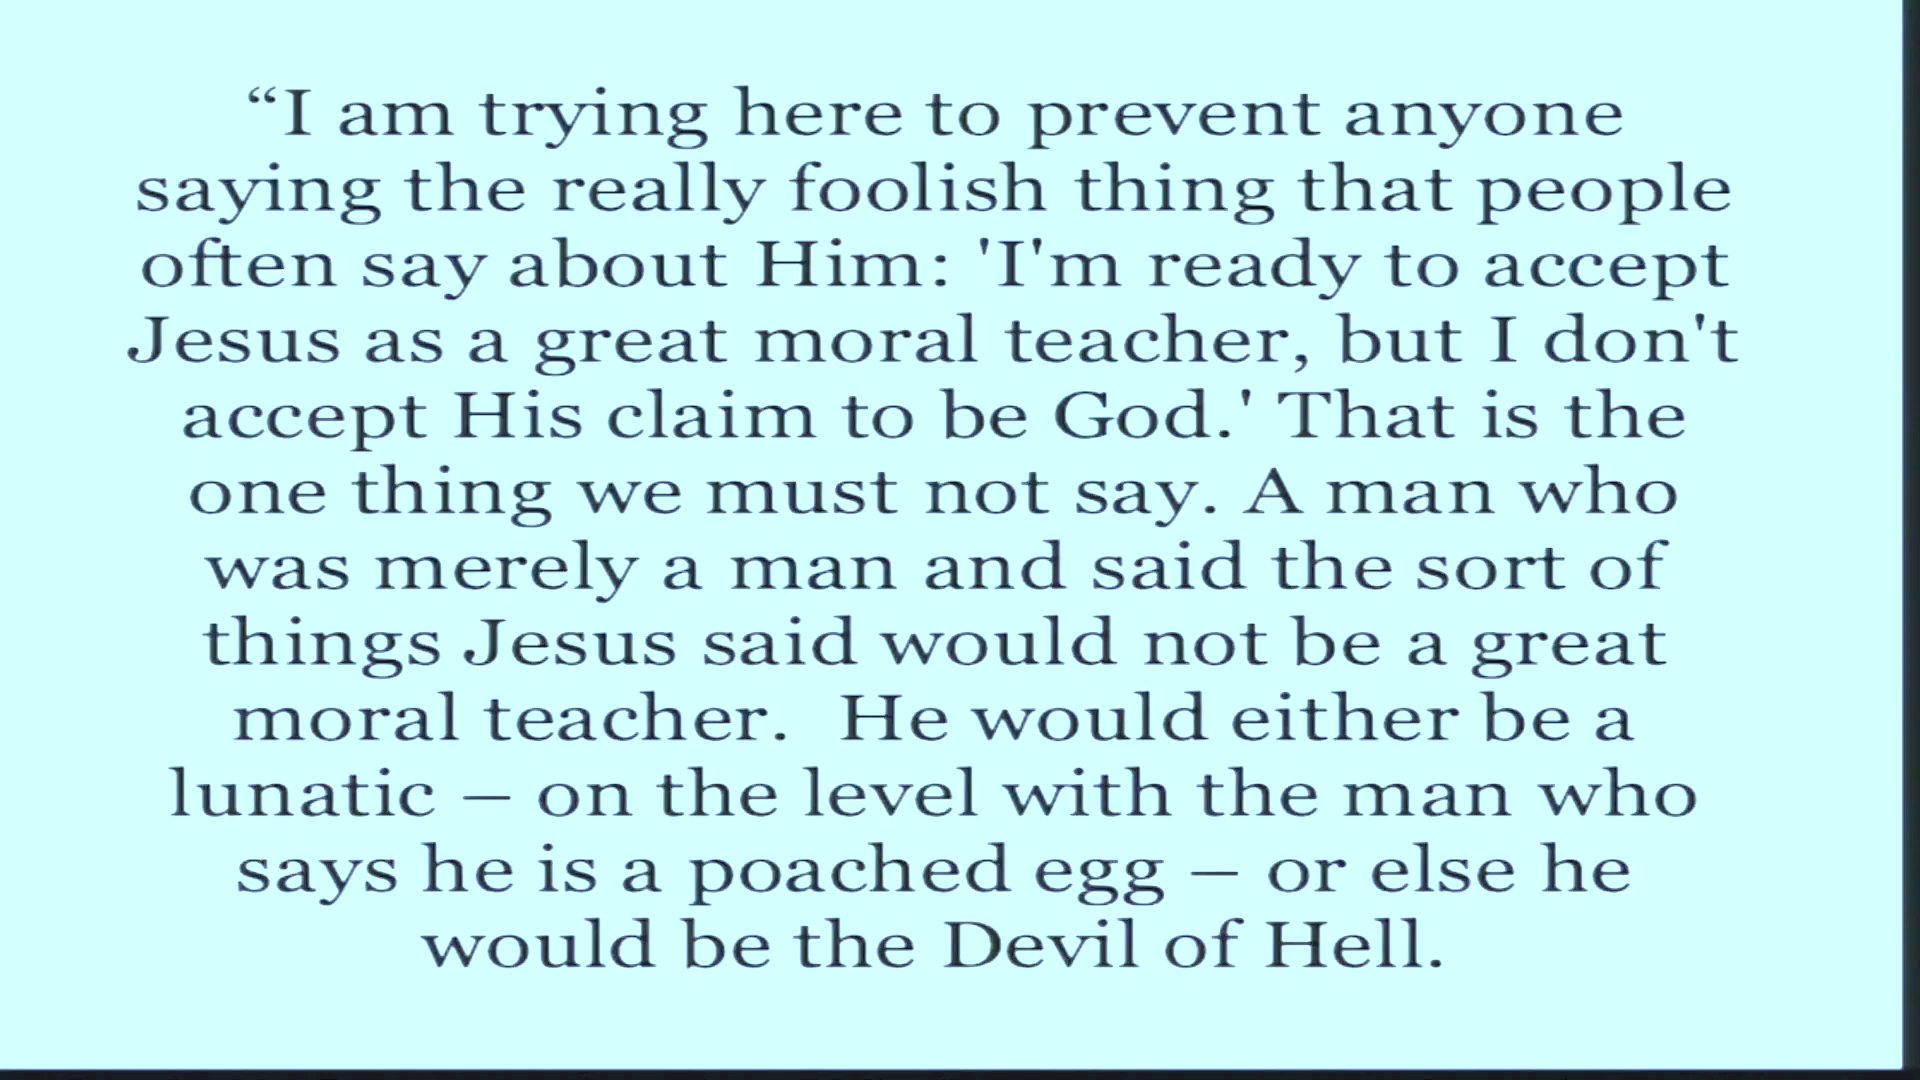 “I am trying here to prevent anyone
saying the really foolish thing that people
often say about Him: 'I'm ready to accept
Jesus as a great moral teacher, but I don't
accept His claim to be God.' That is the
one thing we must not say. A man who
was merely a man and said the sort of
things Jesus said would not be a great
moral teacher.  He would either be a
lunatic – on the level with the man who
says he is a poached egg – or else he
would be the Devil of Hell.